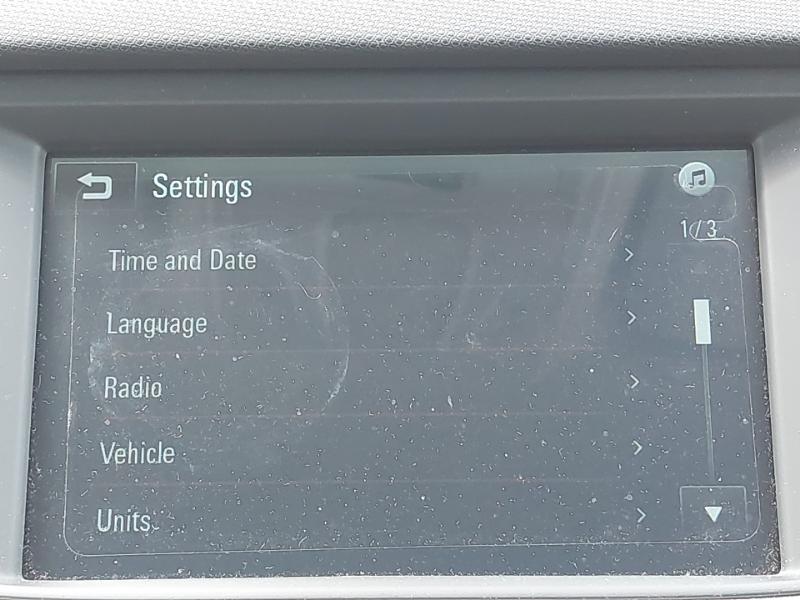 Settings
1/3
Time and Date
Language
Radio
Vehicle
Units